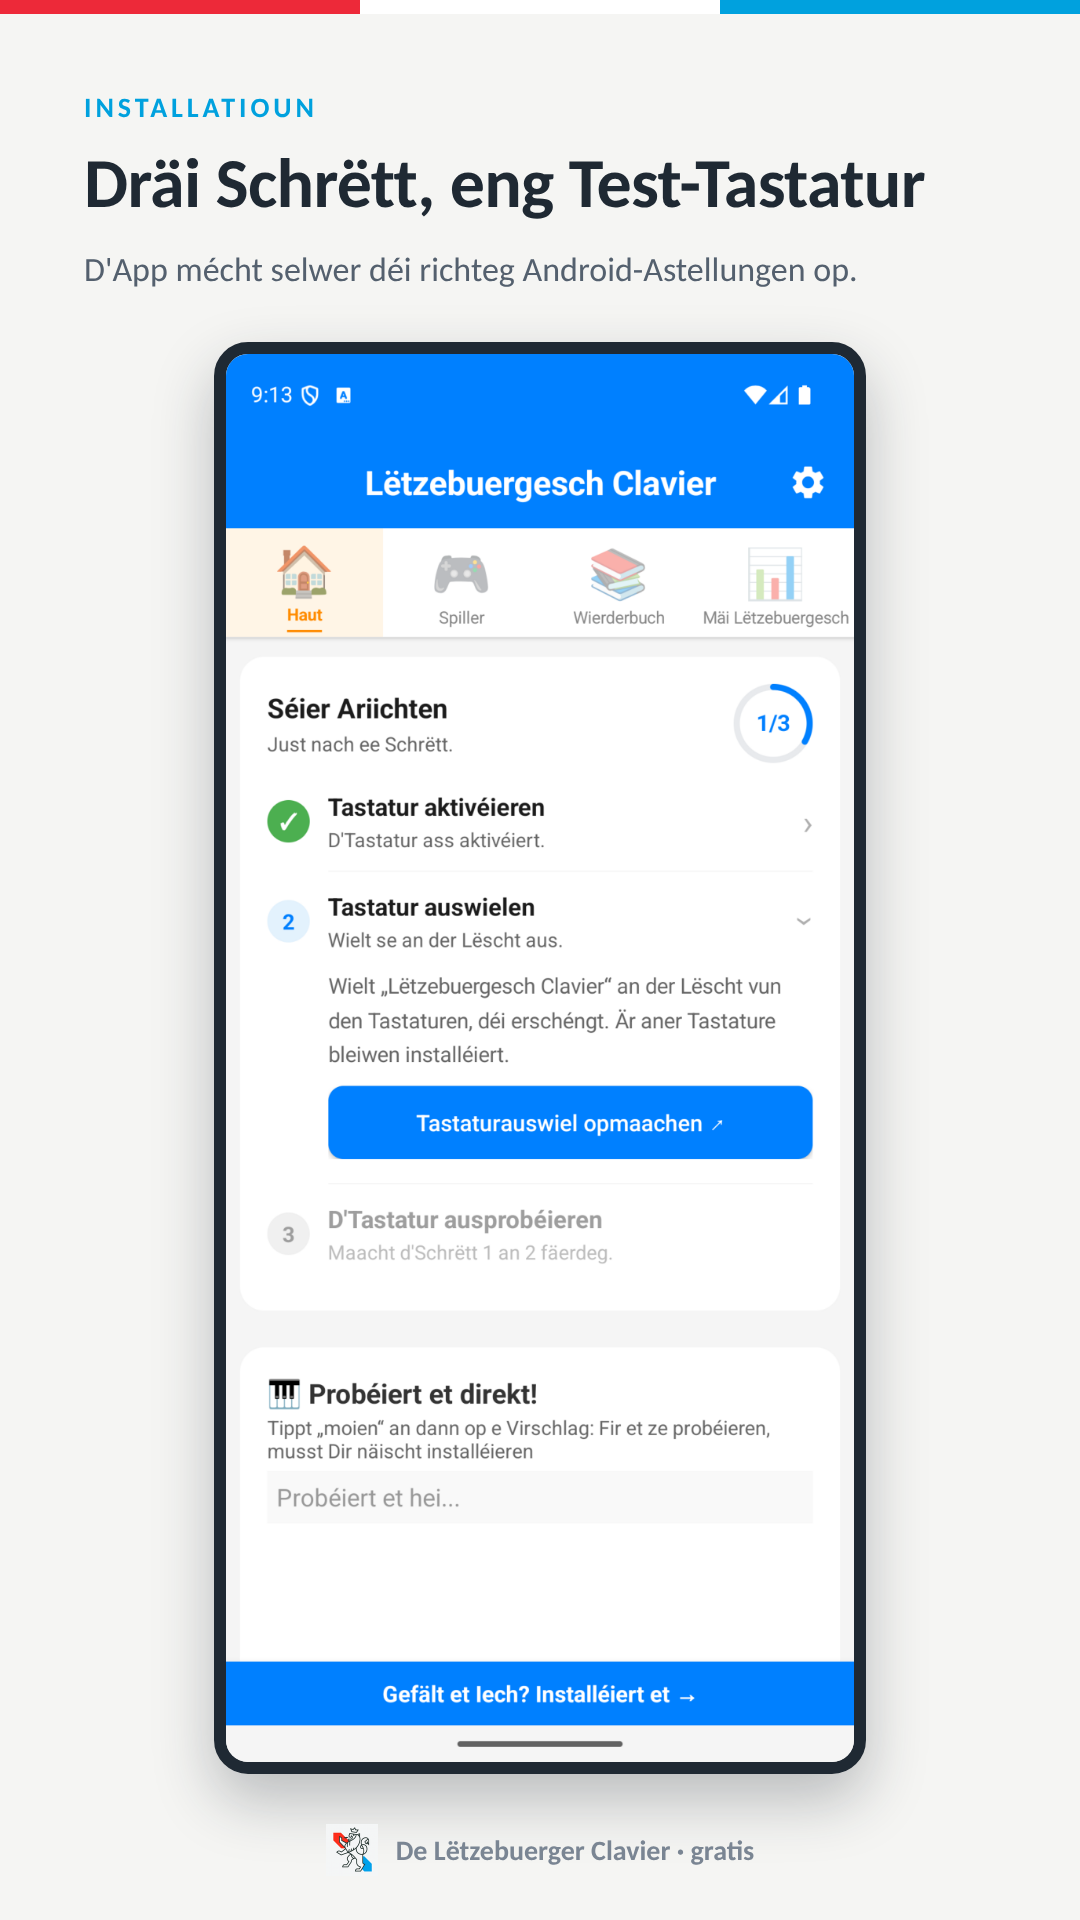 INSTALLATIOUN
Dräi Schrëtt, eng Test-Tastatur
D'App mécht selwer déi richteg Android-Astellungen op.
9:13
Lëtzebuergesch Clavier
Haut
Spiller
Wierderbuch
Mäi Lëtzebuergesch
Séier Ariichten
Just nach ee Schrëtt.
1/3
✓
Tastatur aktivéieren
D'Tastatur ass aktivéiert.
2
Tastatur auswielen
Wielt se an der Lëscht aus.
Wielt „Lëtzebuergesch Clavier“ an der Lëscht vun
den Tastaturen, déi erschéngt. Är aner Tastature
bleiwen installéiert.
Tastaturauswiel opmaachen ↗
3
D'Tastatur ausprobéieren
Maacht d'Schrëtt 1 an 2 fäerdeg.
🎹 Probéiert et direkt!
Tippt „moien“ an dann op e Virschlag: Fir et ze probéieren,
musst Dir näischt installéieren
Probéiert et hei...
Gefält et Iech? Installéiert et →
De Lëtzebuerger Clavier · gratis